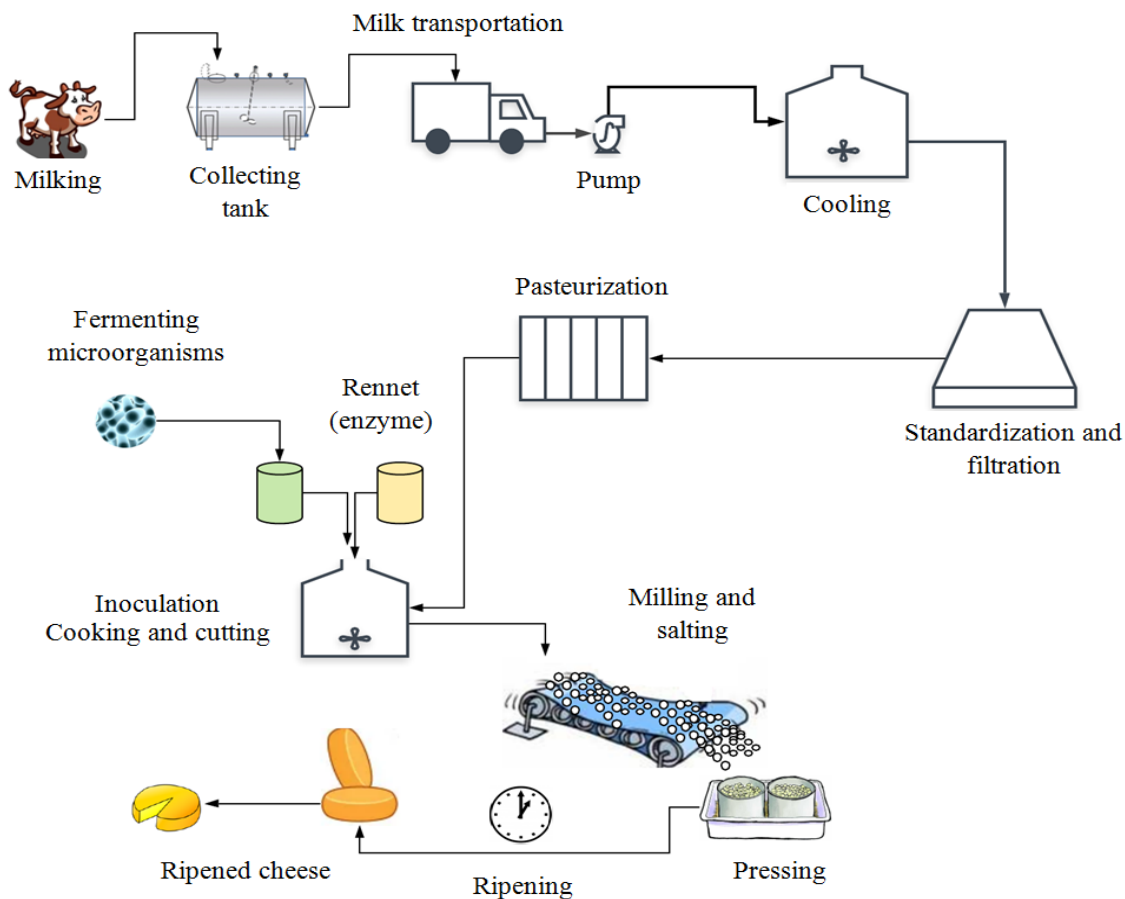 Milk transportation
Milking
Collecting
tank
Pump
Cooling
Pasteurization
Fermenting
microorganisms
Rennet
(enzyme)
Standardization and
filtration
Inoculation
Cooking and cutting
Milling and
salting
Ripened cheese
Ripening
Pressing